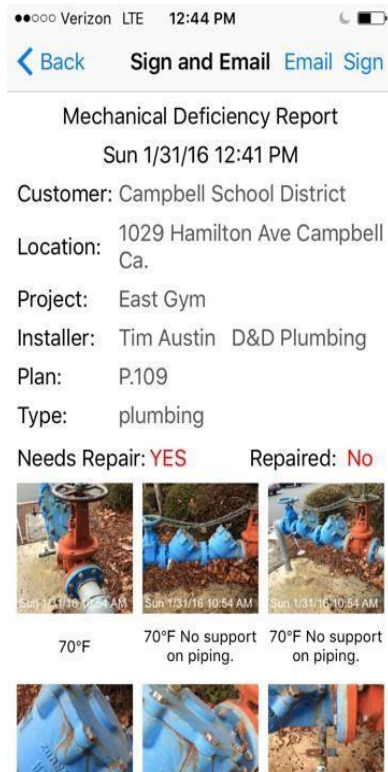 Verizon LTE 12:44 PM
Back Sign and Email Email Sign
Mechanical Deficiency Report
Sun 1/31/16 12:41 PM
Customer: Campbell School District
Location: 1029 Hamilton Ave Campbell
Ca.
Project: East Gym
Installer: Tim Austin D&D Plumbing
Plan: P.109
Type: plumbing
Needs Repair: YES Repaired: No
Sun 1/31/16 10:54 AM Sun 1/31/16 10:54 AM Sun 1/31/16 10:54 AM
70°F 70°F No support 70°F No support
on piping. on piping.